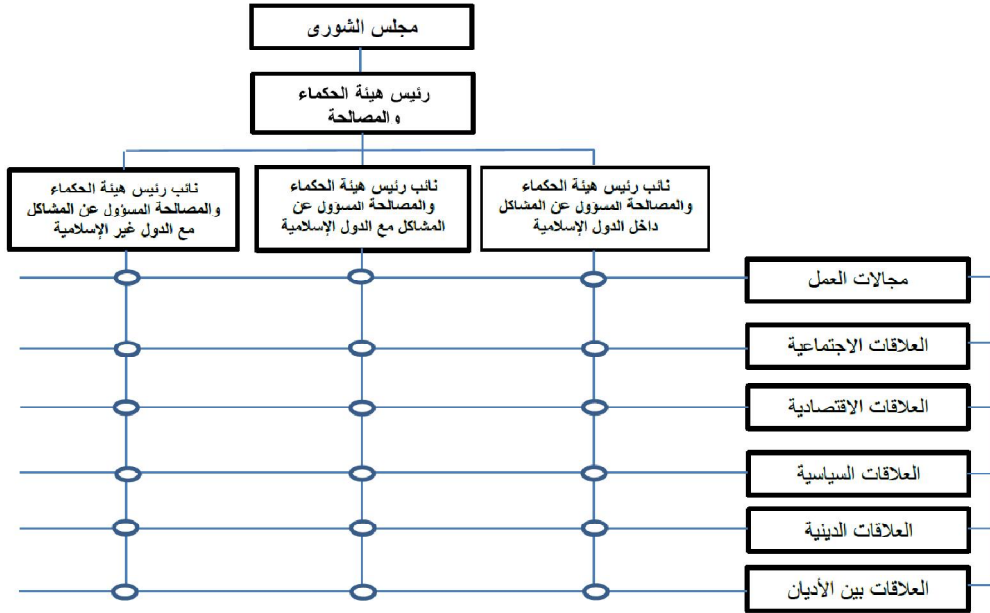 مجلس الشورى
رئيس هيئة الحكماء
والمصالحة
نائب رئيس هيئة الحكماء
والمصالحة المسؤول عن المشاكل
داخل الدول الإسلامية
نائب رئيس هيئة الحكماء
والمصالحة المسؤول عن
المشاكل مع الدول الإسلامية
نائب رئيس هيئة الحكماء
والمصالحة المسؤول عن المشاكل
مع الدول غير الإسلامية
مجالات العمل
العلاقات الاجتماعية
العلاقات الاقتصادية
العلاقات السياسية
العلاقات الدينية
العلاقات بين الأديان